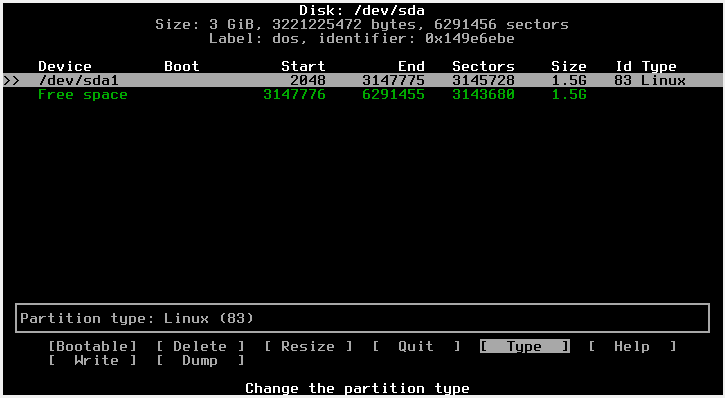 Disk: /dev/sda
Size: 3 GiB, 3221225472 bytes, 6291456 sectors
Label: dos, identifier: 0x149e6ebe
Device Boot Start End Sectors Size Id Type
>> /dev/sda1 2048 3147775 3145728 1.5G 83 Linux
Free space 3147776 6291455 3143680 1.5G
Partition type: Linux (83)
[Bootable] [ Delete ] [ Resize ] [ Quit ] [ Type ] [ Help ]
[ Write ] [ Dump ]
Change the partition type